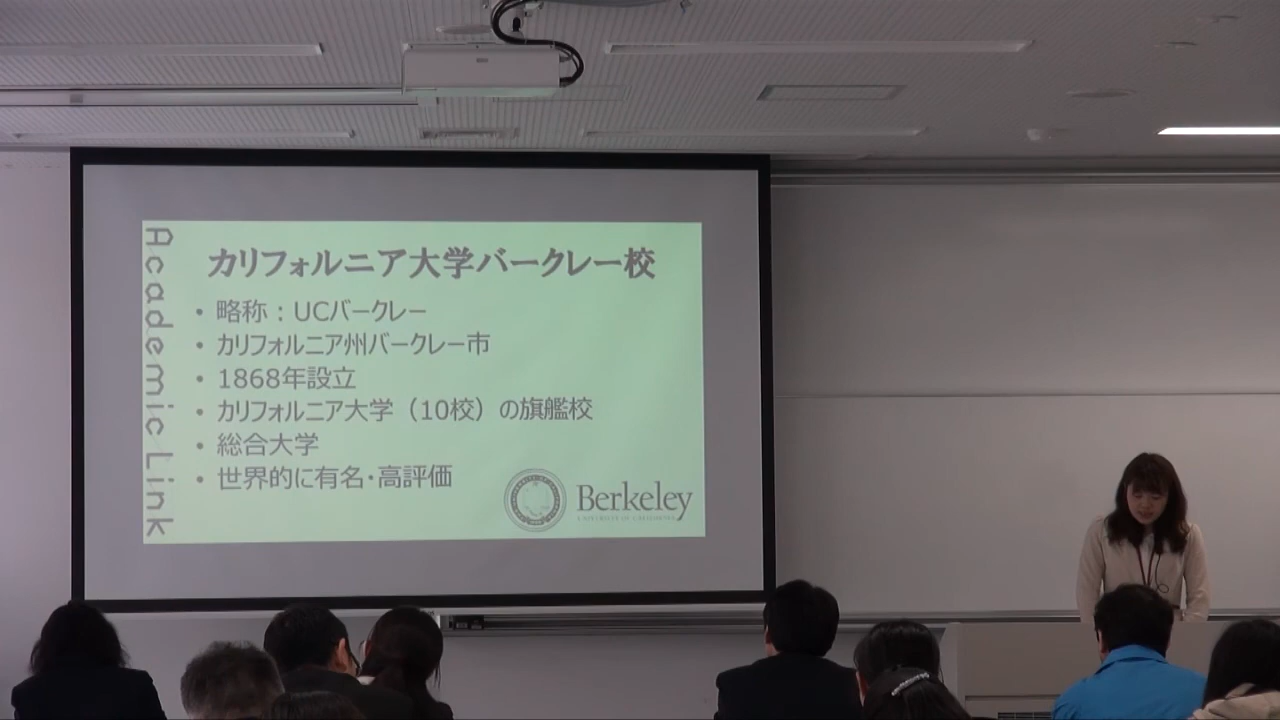 Academic Link
カリフォルニア大学バークレー校
• 略称：UCバークレー
• カリフォルニア州バークレー市
• 1868年設立
• カリフォルニア大学（10校）の旗艦校
• 総合大学
• 世界的に有名・高評価
Berkeley
UNIVERSITY OF CALIFORNIA